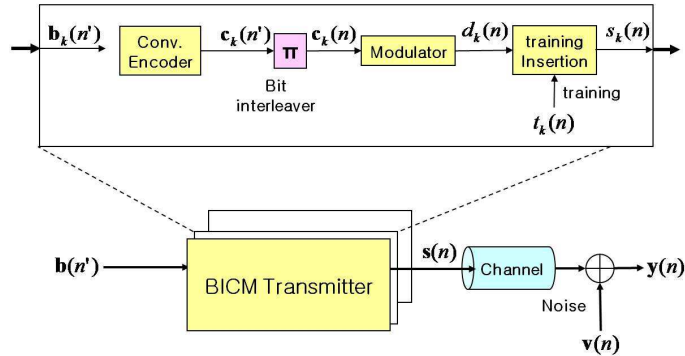 b_k(n') Conv. Encoder c_k(n') π c_k(n) Modulator d_k(n) training Insertion s_k(n)
Bit interleaver
training
t_k(n)
b(n') BICM Transmitter s(n) Channel y(n)
Noise
v(n)